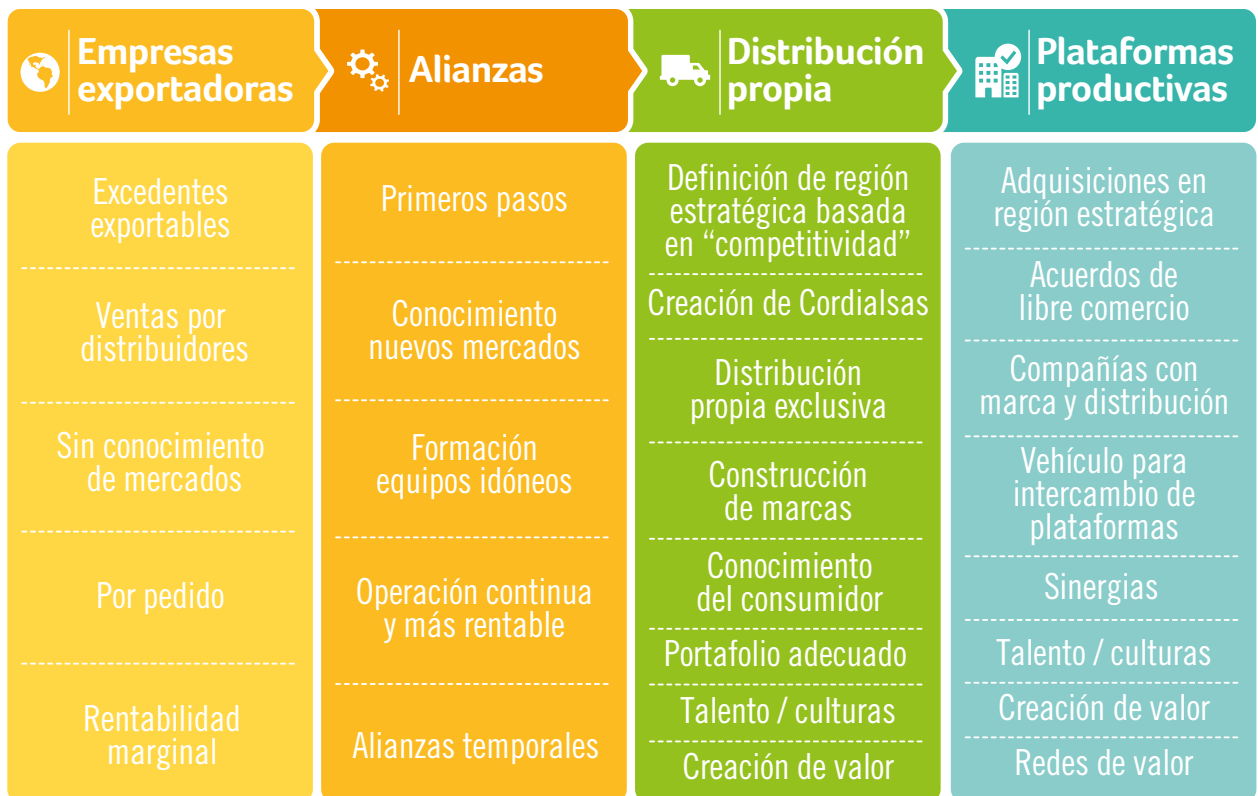 Empresas
exportadoras
Alianzas
Distribución
propia
Plataformas
productivas
Excedentes
exportables
Ventas por
distribuidores
Sin conocimiento
de mercados
Por pedido
Rentabilidad
marginal
Primeros pasos
Conocimiento
nuevos mercados
Formación
equipos idóneos
Operación continua
y más rentable
Alianzas temporales
Definición de región
estratégica basada
en “competitividad”
Creación de Cordialsas
Distribución
propia exclusiva
Construcción
de marcas
Conocimiento
del consumidor
Portafolio adecuado
Talento / culturas
Creación de valor
Adquisiciones en
región estratégica
Acuerdos de
libre comercio
Compañías con
marca y distribución
Vehículo para
intercambio de
plataformas
Sinergias
Talento / culturas
Creación de valor
Redes de valor